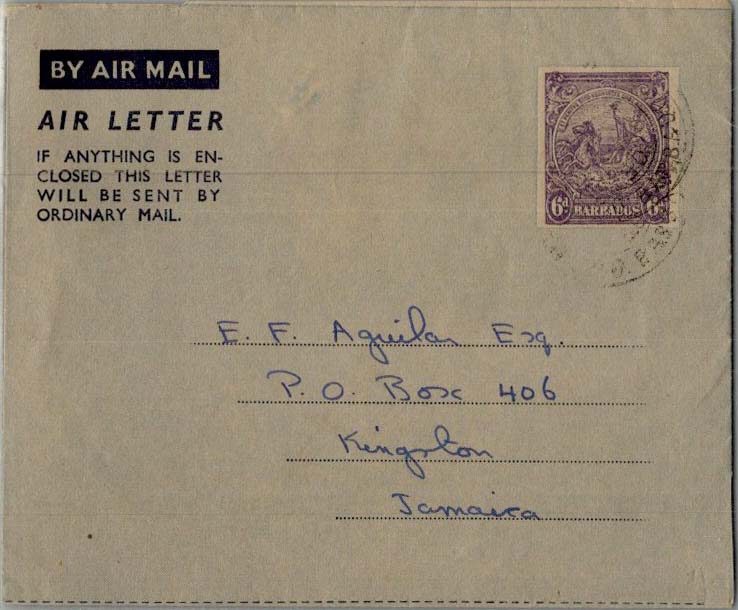 BY AIR MAIL
AIR LETTER
IF ANYTHING IS EN-
CLOSED THIS LETTER
WILL BE SENT BY
ORDINARY MAIL.
6d BARBADOS 6d
E. F. Aguilar Esq.
P. O. Box 406
Kingston
Jamaica